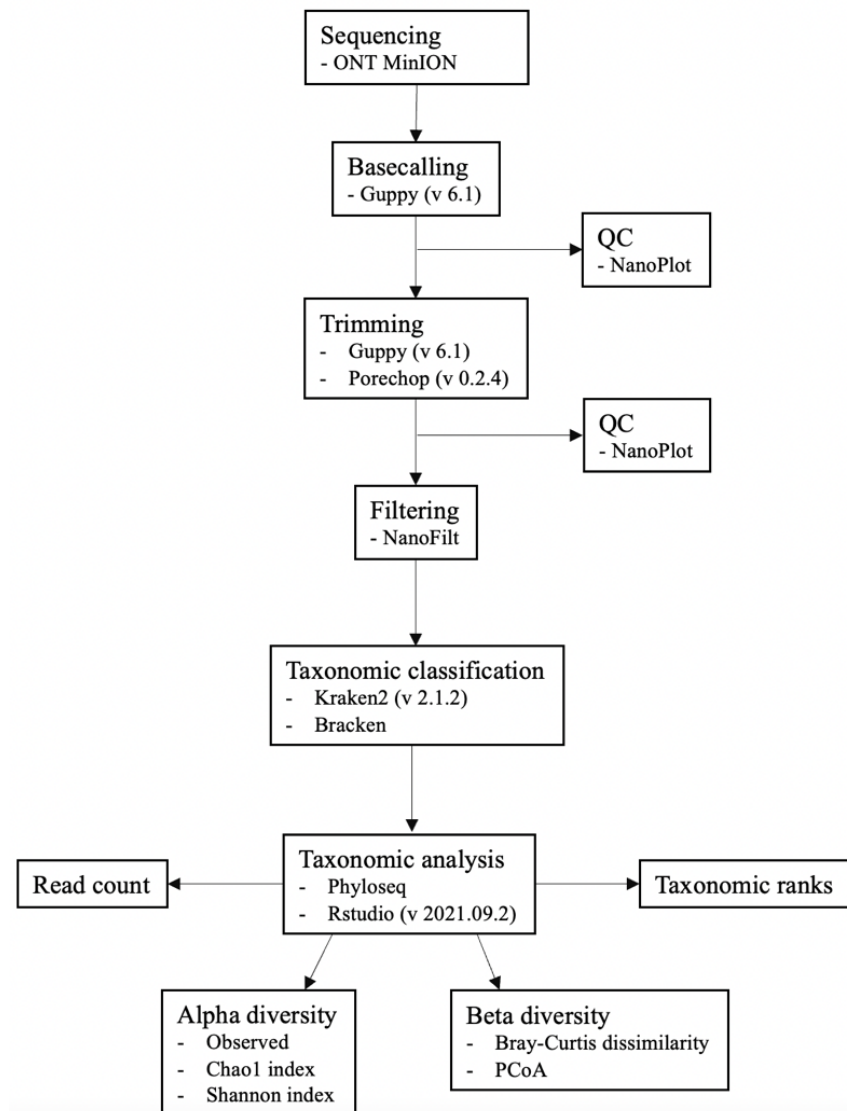 Sequencing
- ONT MinION
Basecalling
- Guppy (v 6.1)
QC
- NanoPlot
Trimming
- Guppy (v 6.1)
- Porechop (v 0.2.4)
QC
- NanoPlot
Filtering
- NanoFilt
Taxonomic classification
- Kraken2 (v 2.1.2)
- Bracken
Taxonomic analysis
- Phyloseq
- Rstudio (v 2021.09.2)
Read count
Taxonomic ranks
Alpha diversity
- Observed
- Chao1 index
- Shannon index
Beta diversity
- Bray-Curtis dissimilarity
- PCoA